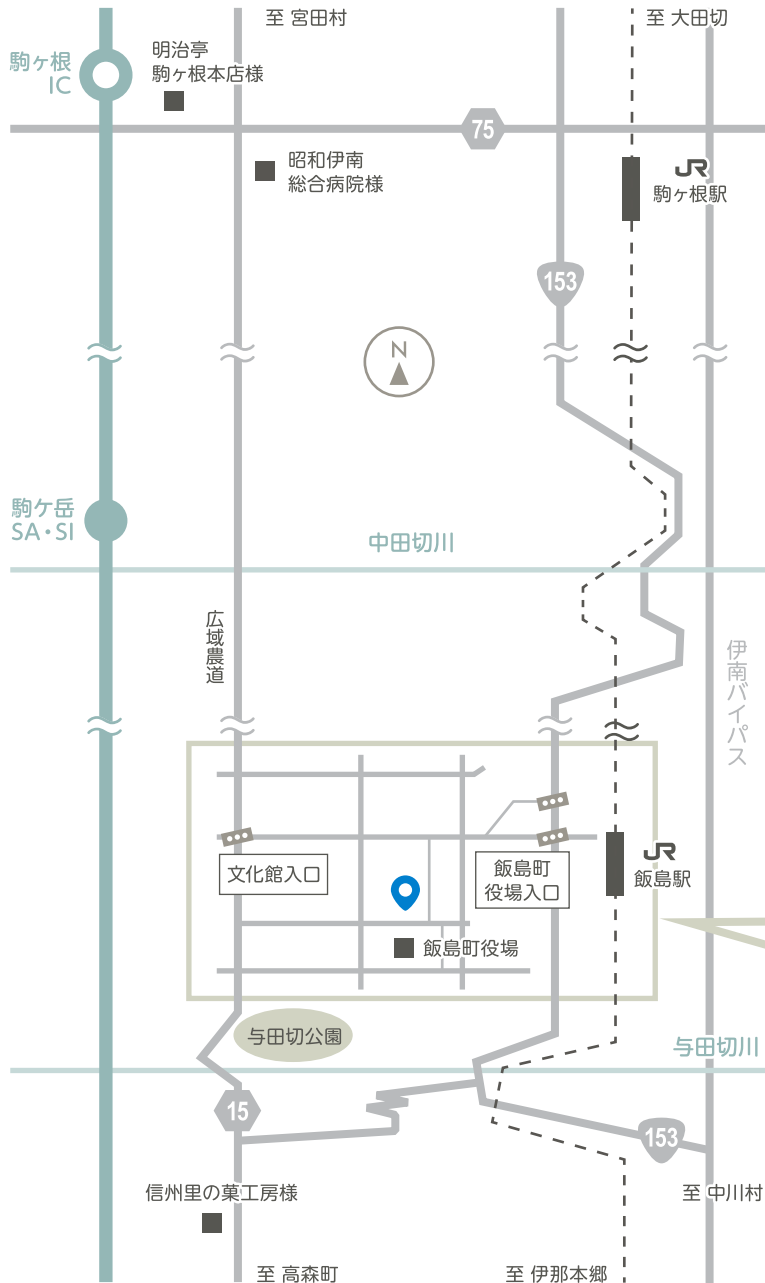 至 宮田村
至 大田切
駒ヶ根
IC
明治亭
駒ヶ根本店様
75
昭和伊南
総合病院様
JR
駒ヶ根駅
153
N
駒ケ岳
SA・SI
中田切川
広域農道
伊南バイパス
文化館入口
飯島町
役場入口
JR
飯島駅
飯島町役場
与田切公園
与田切川
15
153
信州里の菓工房様
至 中川村
至 高森町
至 伊那本郷